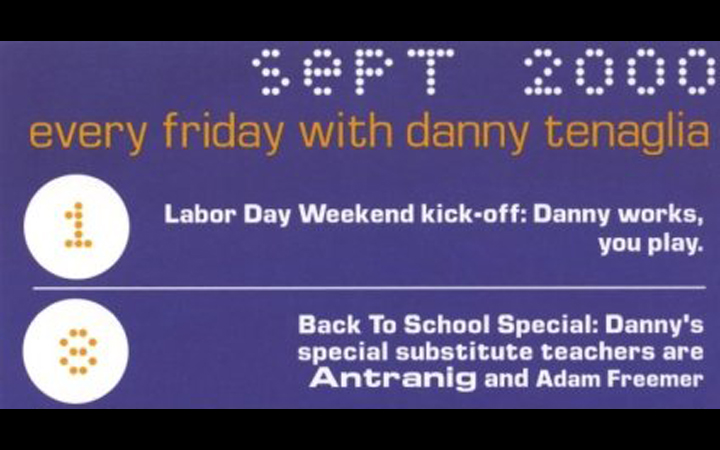 SEPT 2000
every friday with danny tenaglia
1
Labor Day Weekend kick-off: Danny works,
you play.
8
Back To School Special: Danny's
special substitute teachers are
Antranig and Adam Freemer